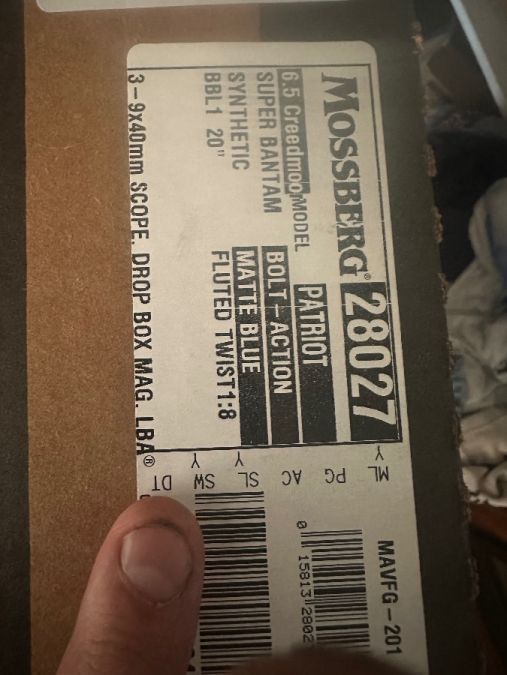 MOSSBERG® 28027
MODEL PATRIOT
6.5 Creedmoor BOLT-ACTION
SUPER BANTAM MATTE BLUE
SYNTHETIC FLUTED TWIST1:8
BBL1 20"
3-9x40mm SCOPE. DROP BOX MAG. LBA®
ML Y
PG
AC
SL Y
SW Y
DT
MAVFG-201
0 15813 2802